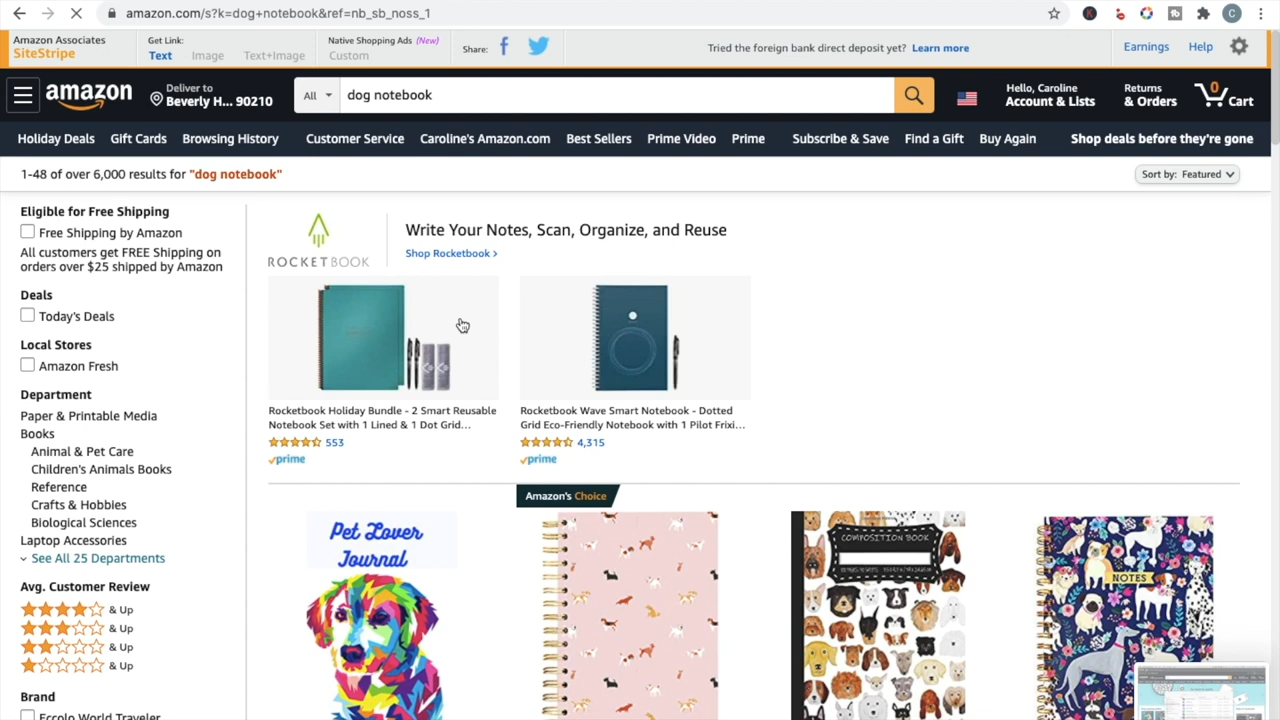 amazon.com/s?k=dog+notebook&ref=nb_sb_noss_1
K
C
Amazon Associates
SiteStripe
Get Link:
Text
Image
Text+Image
Native Shopping Ads (New)
Custom
Share:
Tried the foreign bank direct deposit yet? Learn more
Earnings
Help
amazon
Deliver to
Beverly H... 90210
All
dog notebook
Hello, Caroline
Account & Lists
Returns
& Orders
0
Cart
Holiday Deals
Gift Cards
Browsing History
Customer Service
Caroline's Amazon.com
Best Sellers
Prime Video
Prime
Subscribe & Save
Find a Gift
Buy Again
Shop deals before they're gone
1-48 of over 6,000 results for "dog notebook"
Sort by: Featured
Eligible for Free Shipping
Free Shipping by Amazon
All customers get FREE Shipping on
orders over $25 shipped by Amazon
Deals
Today's Deals
Local Stores
Amazon Fresh
Department
Paper & Printable Media
Books
Animal & Pet Care
Children's Animals Books
Reference
Crafts & Hobbies
Biological Sciences
Laptop Accessories
See All 25 Departments
Avg. Customer Review
& Up
& Up
& Up
& Up
Brand
Eccolo World Traveler
ROCKETBOOK
Write Your Notes, Scan, Organize, and Reuse
Shop Rocketbook >
Rocketbook Holiday Bundle - 2 Smart Reusable
Notebook Set with 1 Lined & 1 Dot Grid...
553
prime
Rocketbook Wave Smart Notebook - Dotted
Grid Eco-Friendly Notebook with 1 Pilot Frixi...
4,315
prime
Amazon's Choice
Pet Lover
Journal
COMPOSITION BOOK
NOTES